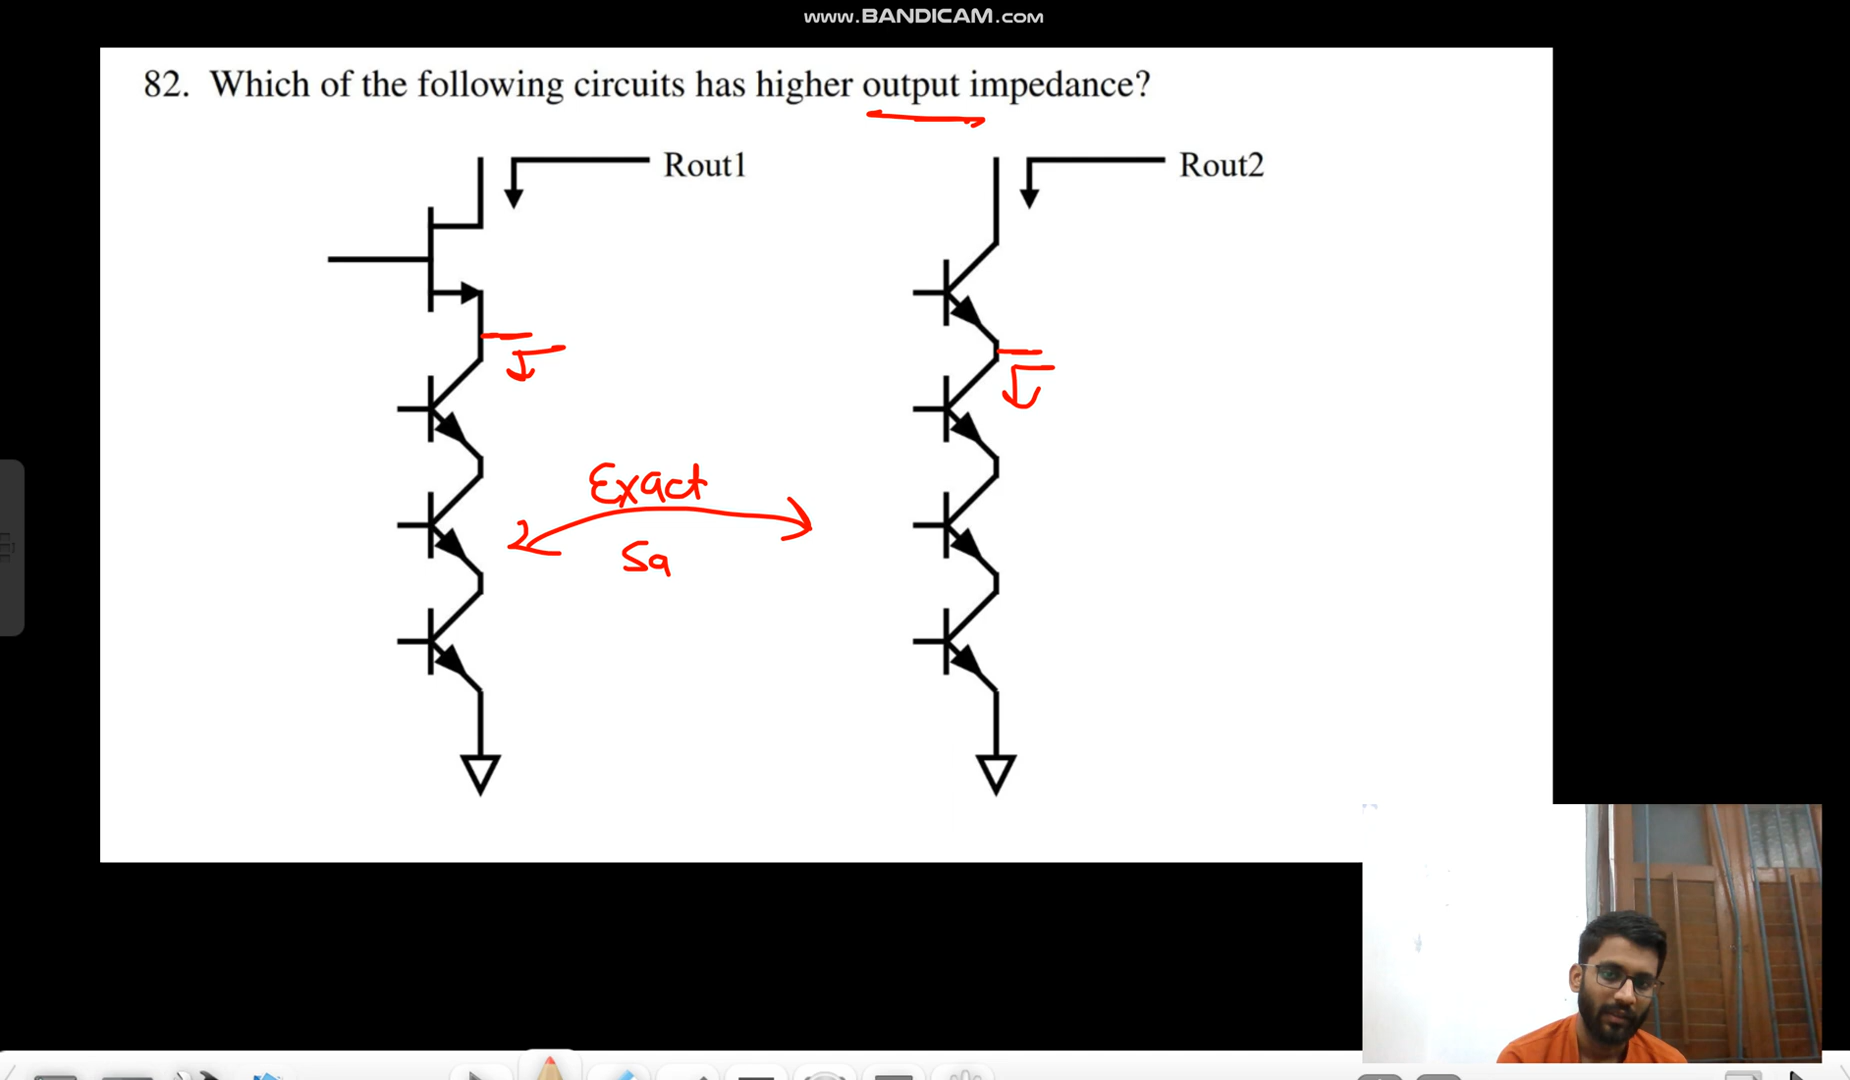 www.BANDICAM.com
82. Which of the following circuits has higher output impedance?
Rout1
Rout2
Exact
Sa